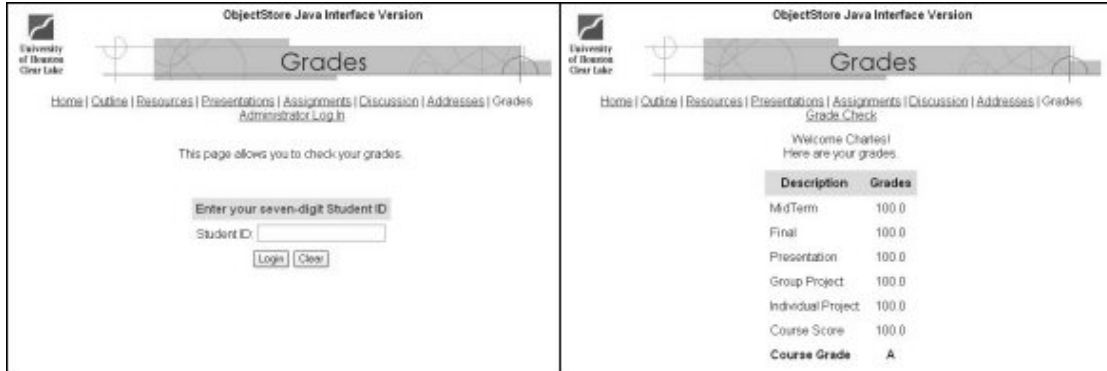 ObjectStore Java Interface Version
University
of Houston
Clear Lake
Grades
Home | Outline | Resources | Presentations | Assignments | Discussion | Addresses | Grades
Administrator Log In
This page allows you to check your grades.
Enter your seven-digit Student ID
Student ID:
Login Clear
ObjectStore Java Interface Version
University
of Houston
Clear Lake
Grades
Home | Outline | Resources | Presentations | Assignments | Discussion | Addresses | Grades
Grade Check
Welcome Charles!
Here are your grades.
Description Grades
MidTerm 100.0
Final 100.0
Presentation 100.0
Group Project 100.0
Individual Project 100.0
Course Score 100.0
Course Grade A